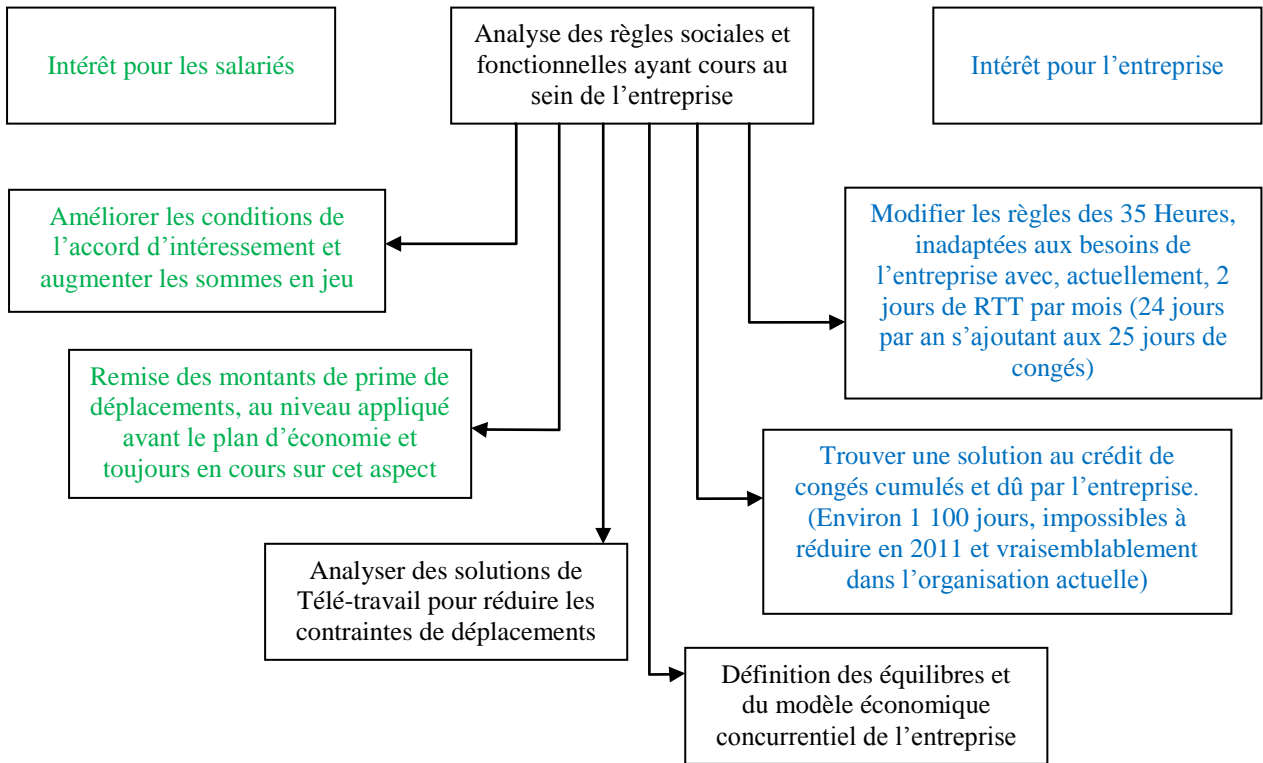 Intérêt pour les salariés
Analyse des règles sociales et
fonctionnelles ayant cours au
sein de l’entreprise
Intérêt pour l’entreprise
Améliorer les conditions de
l’accord d’intéressement et
augmenter les sommes en jeu
Modifier les règles des 35 Heures,
inadaptées aux besoins de
l’entreprise avec, actuellement, 2
jours de RTT par mois (24 jours
par an s’ajoutant aux 25 jours de
congés)
Remise des montants de prime de
déplacements, au niveau appliqué
avant le plan d’économie et
toujours en cours sur cet aspect
Trouver une solution au crédit de
congés cumulés et dû par l’entreprise.
(Environ 1 100 jours, impossibles à
réduire en 2011 et vraisemblablement
dans l’organisation actuelle)
Analyser des solutions de
Télé-travail pour réduire les
contraintes de déplacements
Définition des équilibres et
du modèle économique
concurrentiel de l’entreprise